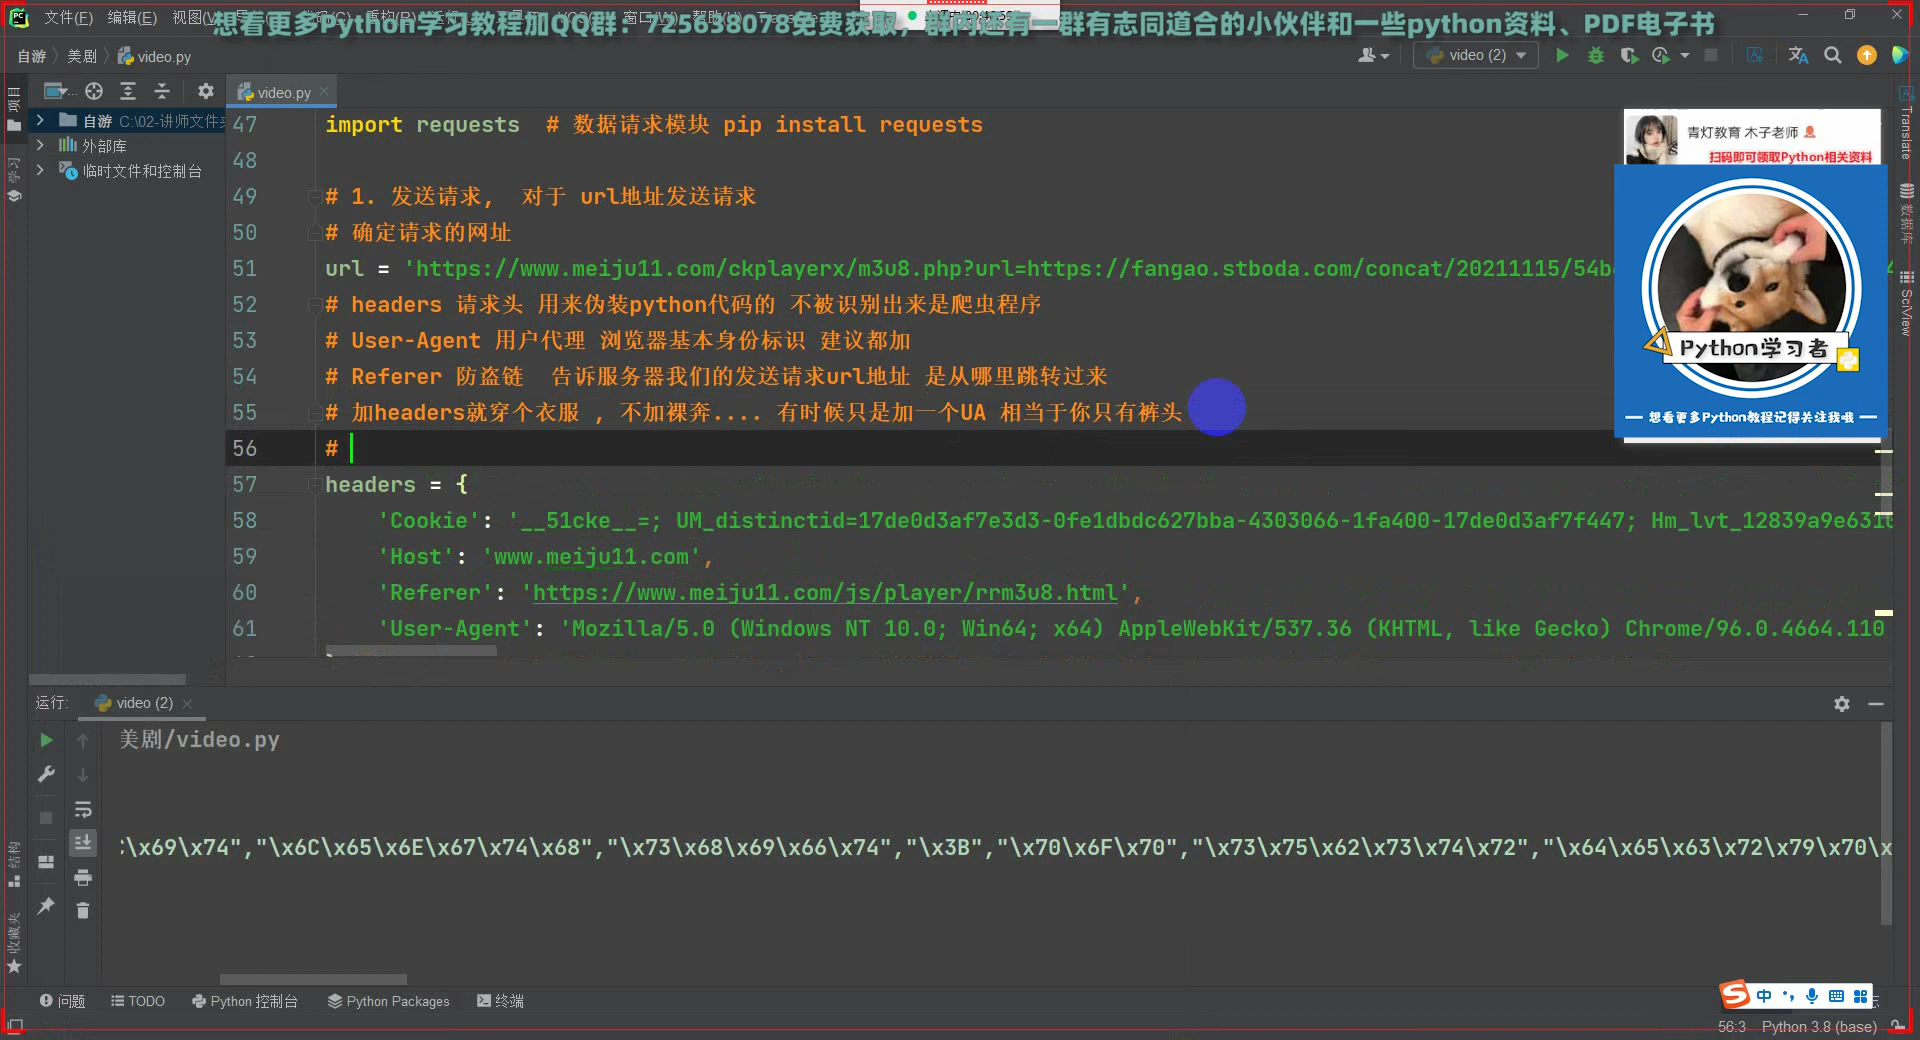 文件(F) 编辑(E)
想看更多Python学习教程加QQ群：725638078免费获取，群内还有一群有志同道合的小伙伴和一些python资料、PDF电子书
自游 美剧 video.py
video (2)
video.py
项目
自游 C:\02-讲师文件夹
外部库
临时文件和控制台
学习
47 import requests # 数据请求模块 pip install requests
48
49 # 1. 发送请求, 对于 url地址发送请求
50 # 确定请求的网址
51 url = 'https://www.meiju11.com/ckplayerx/m3u8.php?url=https://fangao.stboda.com/concat/20211115/54b
52 # headers 请求头 用来伪装python代码的 不被识别出来是爬虫程序
53 # User-Agent 用户代理 浏览器基本身份标识 建议都加
54 # Referer 防盗链 告诉服务器我们的发送请求url地址 是从哪里跳转过来
55 # 加headers就穿个衣服 , 不加裸奔.... 有时候只是加一个UA 相当于你只有裤头
56 #
57 headers = {
58 'Cookie': '__51cke__=; UM_distinctid=17de0d3af7e3d3-0fe1dbdc627bba-4303066-1fa400-17de0d3af7f447; Hm_lvt_12839a9e631
59 'Host': 'www.meiju11.com',
60 'Referer': 'https://www.meiju11.com/js/player/rrm3u8.html',
61 'User-Agent': 'Mozilla/5.0 (Windows NT 10.0; Win64; x64) AppleWebKit/537.36 (KHTML, like Gecko) Chrome/96.0.4664.110
青灯教育 木子老师
扫码即可领取Python相关资料
Python学习者
想看更多Python教程记得关注我哦
Translate
数据库
SciView
运行: video (2)
美剧/video.py
\x69\x74","\x6C\x65\x6E\x67\x74\x68","\x73\x68\x69\x66\x74","\x3B","\x70\x6F\x70","\x73\x75\x62\x73\x74\x72","\x64\x65\x63\x72\x79\x70\x
结构
收藏夹
问题 TODO Python 控制台 Python Packages 终端
中
56:3 Python 3.8 (base)